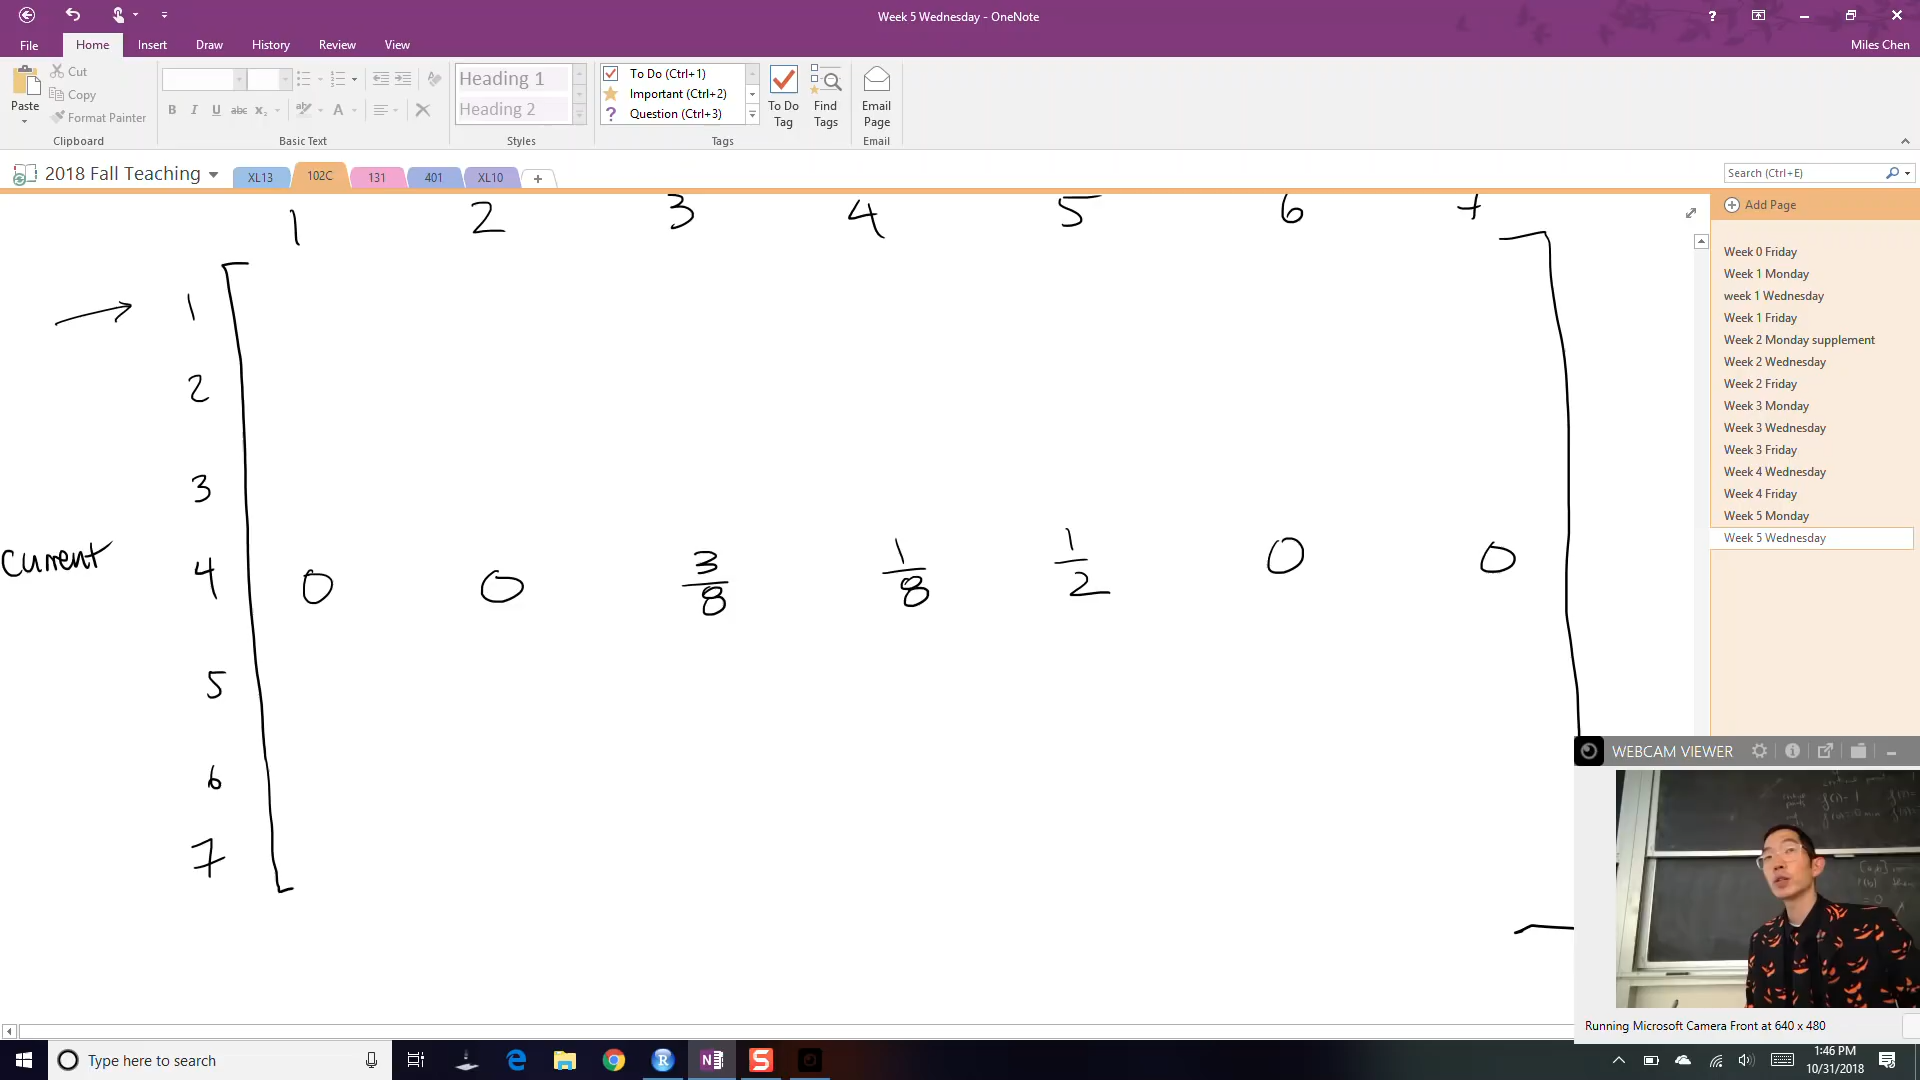 Week 5 Wednesday - OneNote
?
File
Home
Insert
Draw
History
Review
View
Miles Chen
Paste
Cut
Copy
Format Painter
Clipboard
B I U abc x₂ A
Basic Text
Heading 1
Heading 2
Styles
To Do (Ctrl+1)
Important (Ctrl+2)
? Question (Ctrl+3)
To Do Tag
Find Tags
Tags
Email Page
Email
2018 Fall Teaching
XL13
102C
131
401
XL10
Search (Ctrl+E)
Add Page
Week 0 Friday
Week 1 Monday
week 1 Wednesday
Week 1 Friday
Week 2 Monday supplement
Week 2 Wednesday
Week 2 Friday
Week 3 Monday
Week 3 Wednesday
Week 3 Friday
Week 4 Wednesday
Week 4 Friday
Week 5 Monday
Week 5 Wednesday
1 2 3 4 5 6
1
2
3
current 4 0 0 3/8 1/8 1/2 0 0
5
6
7
WEBCAM VIEWER
Running Microsoft Camera Front at 640 x 480
Type here to search
1:46 PM
10/31/2018